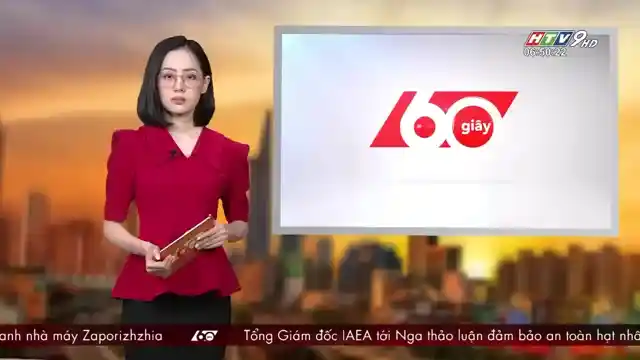 HTV9 HD
06:50:22
60 giây
anh nhà máy Zaporizhzhia 60 Tổng Giám đốc IAEA tới Nga thảo luận đảm bảo an toàn hạt nhâ